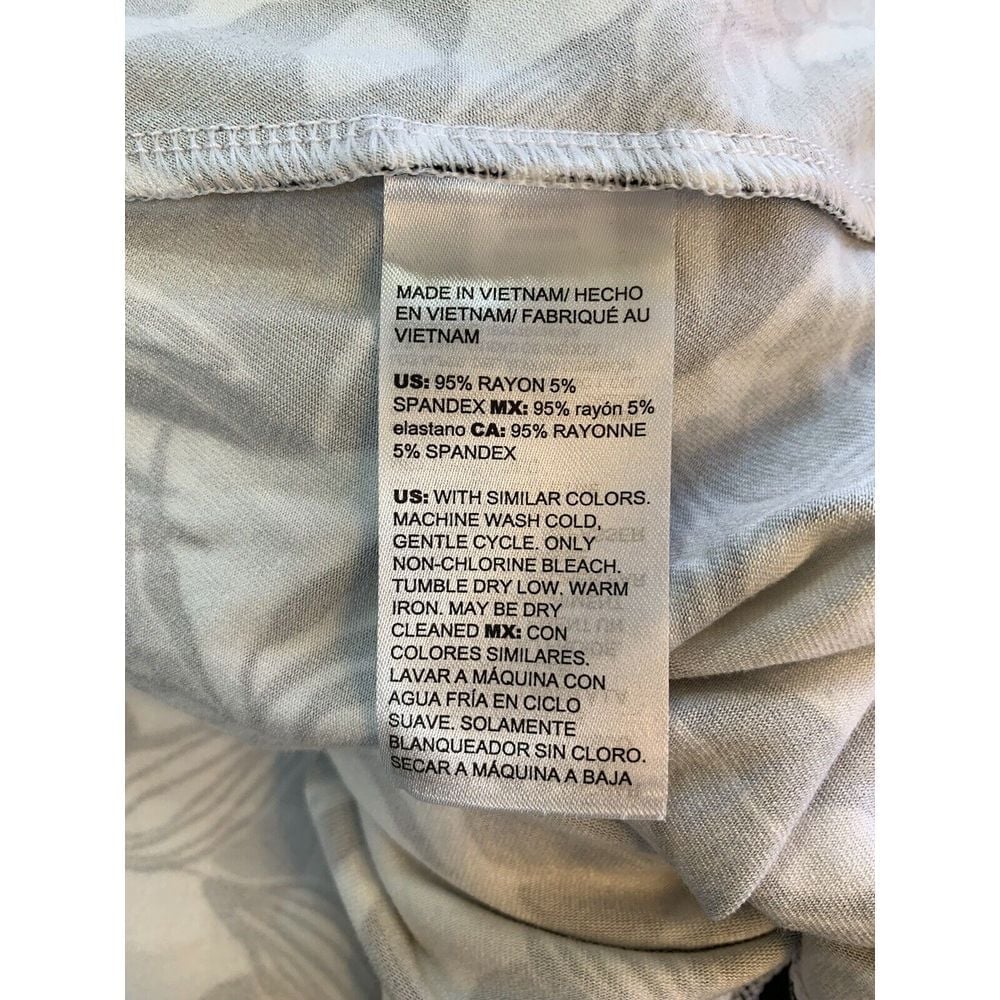 MADE IN VIETNAM/ HECHO
EN VIETNAM/ FABRIQUÉ AU
VIETNAM
US: 95% RAYON 5%
SPANDEX MX: 95% rayón 5%
elastano CA: 95% RAYONNE
5% SPANDEX
US: WITH SIMILAR COLORS.
MACHINE WASH COLD,
GENTLE CYCLE. ONLY
NON-CHLORINE BLEACH.
TUMBLE DRY LOW, WARM
IRON. MAY BE DRY
CLEANED MX: CON
COLORES SIMILARES.
LAVAR A MÁQUINA CON
AGUA FRÍA EN CICLO
SUAVE. SOLAMENTE
BLANQUEADOR SIN CLORO.
SECAR A MÁQUINA A BAJA